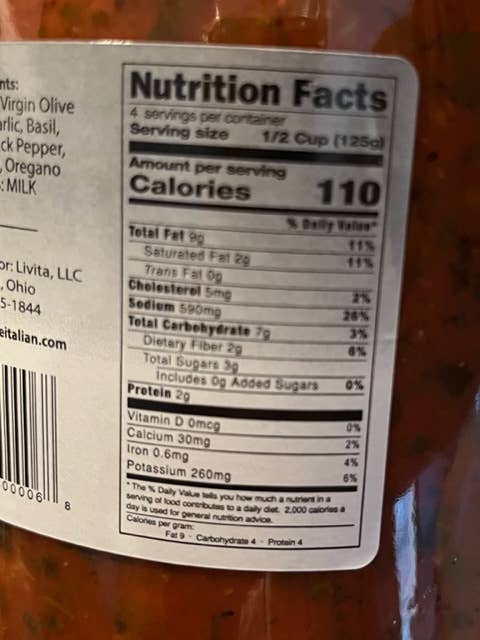 nts:
Virgin Olive
arlic, Basil,
ck Pepper,
, Oregano
: MILK
or: Livita, LLC
, Ohio
5-1844
eitalian.com
00006 8
Nutrition Facts
4 servings per container
Serving size 1/2 Cup (125g)
Amount per serving
Calories 110
% Daily Value*
Total Fat 9g 11%
Saturated Fat 2g 11%
Trans Fat 0g
Cholesterol 5mg 2%
Sodium 590mg 26%
Total Carbohydrate 7g 3%
Dietary Fiber 2g 6%
Total Sugars 3g
Includes 0g Added Sugars 0%
Protein 2g
Vitamin D 0mcg 0%
Calcium 30mg 2%
Iron 0.6mg 4%
Potassium 260mg 6%
* The % Daily Value tells you how much a nutrient in a
serving of food contributes to a daily diet. 2,000 calories a
day is used for general nutrition advice.
Calories per gram:
Fat 9 · Carbohydrate 4 · Protein 4